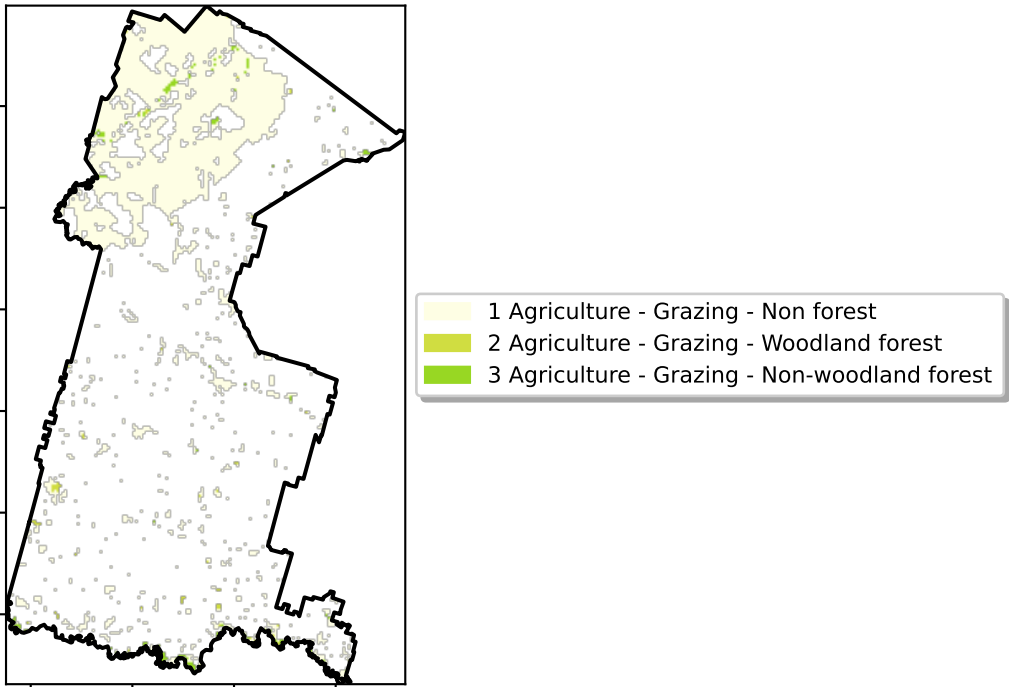 1 Agriculture - Grazing - Non forest
2 Agriculture - Grazing - Woodland forest
3 Agriculture - Grazing - Non-woodland forest